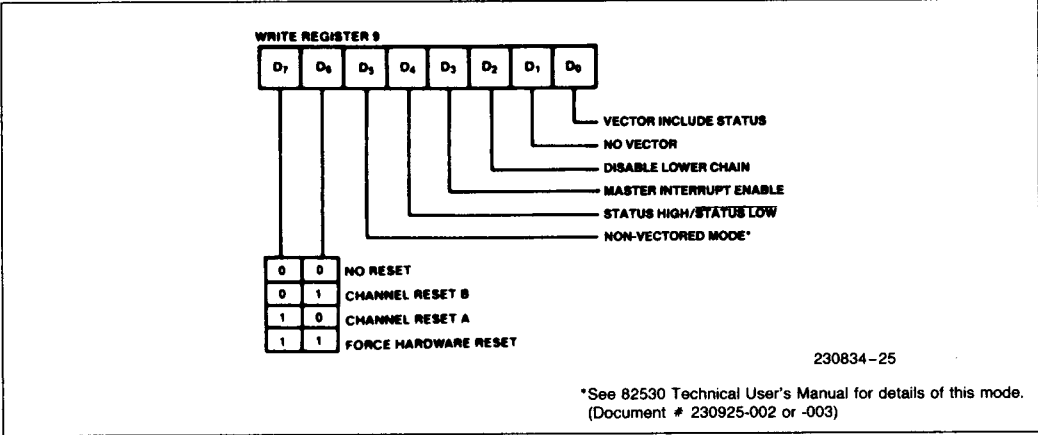 WRITE REGISTER 9
D7 D6 D5 D4 D3 D2 D1 D0
VECTOR INCLUDE STATUS
NO VECTOR
DISABLE LOWER CHAIN
MASTER INTERRUPT ENABLE
STATUS HIGH/STATUS LOW
NON-VECTORED MODE*
0 0 NO RESET
0 1 CHANNEL RESET B
1 0 CHANNEL RESET A
1 1 FORCE HARDWARE RESET
230834-25
*See 82530 Technical User's Manual for details of this mode.
(Document # 230925-002 or -003)